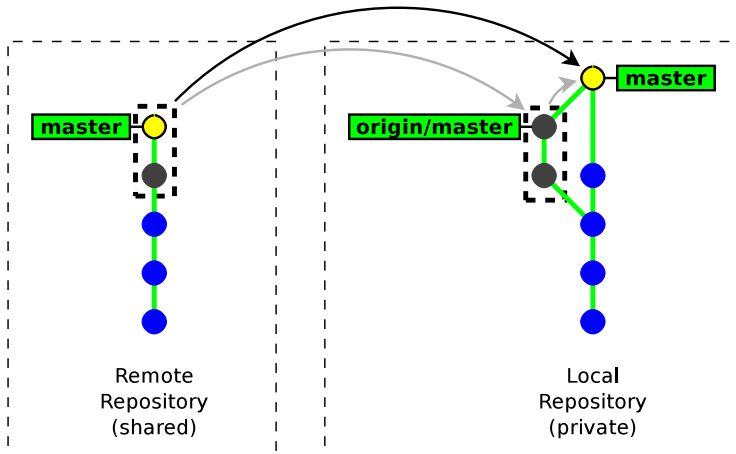 master
origin/master
master
Remote
Repository
(shared)
Local
Repository
(private)